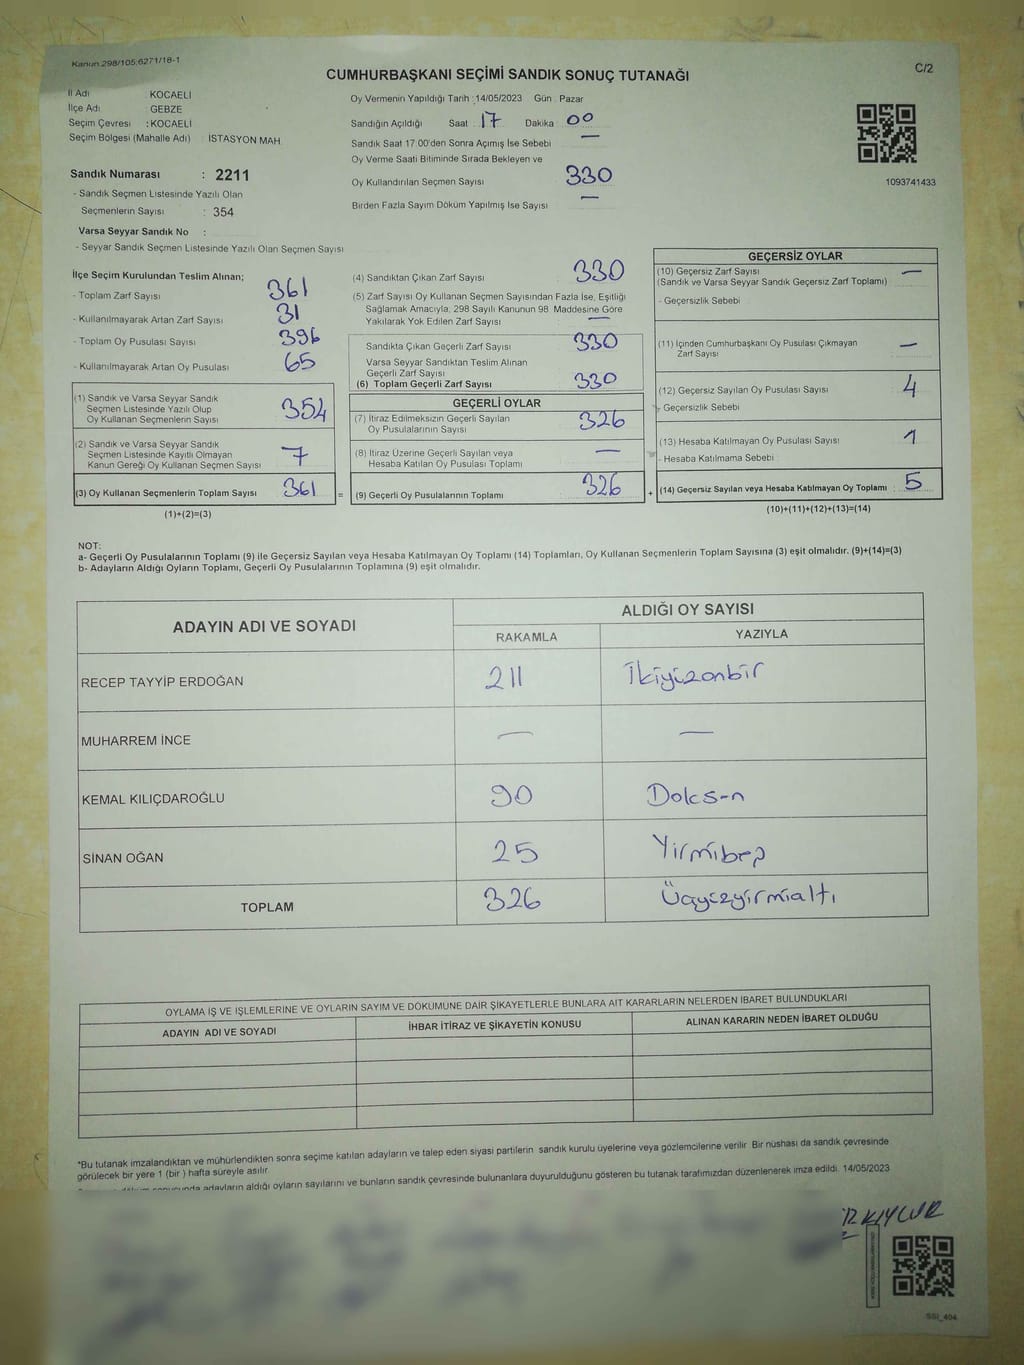 Kanun.298/105;6271/18-1
CUMHURBAŞKANI SEÇİMİ SANDIK SONUÇ TUTANAĞI
C/2
İl Adı KOCAELİ
İlçe Adı : GEBZE
Seçim Çevresi : KOCAELİ
Seçim Bölgesi (Mahalle Adı) : İSTASYON MAH.
Sandık Numarası : 2211
- Sandık Seçmen Listesinde Yazılı Olan
Seçmenlerin Sayısı : 354
Varsa Seyyar Sandık No :
- Seyyar Sandık Seçmen Listesinde Yazılı Olan Seçmen Sayısı
Oy Vermenin Yapıldığı Tarih : 14/05/2023 Gün : Pazar
Sandığın Açıldığı Saat : 17 Dakika : 00
Sandık Saat 17:00'den Sonra Açımış İse Sebebi —
Oy Verme Saati Bitiminde Sırada Bekleyen ve
Oy Kullandırılan Seçmen Sayısı 330
Birden Fazla Sayım Döküm Yapılmış İse Sayısı —
1093741433
İlçe Seçim Kurulundan Teslim Alınan;
- Toplam Zarf Sayısı 361
- Kullanılmayarak Artan Zarf Sayısı 31
- Toplam Oy Pusulası Sayısı 396
- Kullanılmayarak Artan Oy Pusulası 65
(1) Sandık ve Varsa Seyyar Sandık
Seçmen Listesinde Yazılı Olup
Oy Kullanan Seçmenlerin Sayısı 354
(2) Sandık ve Varsa Seyyar Sandık
Seçmen Listesinde Kayıtlı Olmayan
Kanun Gereği Oy Kullanan Seçmen Sayısı 7
(3) Oy Kullanan Seçmenlerin Toplam Sayısı 361 =
(1)+(2)=(3)
(4) Sandıktan Çıkan Zarf Sayısı 330
(5) Zarf Sayısı Oy Kullanan Seçmen Sayısından Fazla İse, Eşitliği
Sağlamak Amacıyla, 298 Sayılı Kanunun 98. Maddesine Göre
Yakılarak Yok Edilen Zarf Sayısı —
Sandıkta Çıkan Geçerli Zarf Sayısı 330
Varsa Seyyar Sandıktan Teslim Alınan
Geçerli Zarf Sayısı
(6) Toplam Geçerli Zarf Sayısı 330
GEÇERLİ OYLAR
(7) İtiraz Edilmeksizin Geçerli Sayılan
Oy Pusulalarının Sayısı 326
(8) İtiraz Üzerine Geçerli Sayılan veya
Hesaba Katılan Oy Pusulası Toplamı —
(9) Geçerli Oy Pusulalarının Toplamı 326 +
GEÇERSİZ OYLAR
(10) Geçersiz Zarf Sayısı —
(Sandık ve Varsa Seyyar Sandık Geçersiz Zarf Toplamı)
- Geçersizlik Sebebi
(11) İçinden Cumhurbaşkanı Oy Pusulası Çıkmayan
Zarf Sayısı —
(12) Geçersiz Sayılan Oy Pusulası Sayısı 4
- Geçersizlik Sebebi
(13) Hesaba Katılmayan Oy Pusulası Sayısı 1
- Hesaba Katılmama Sebebi
(14) Geçersiz Sayılan veya Hesaba Katılmayan Oy Toplamı : 5
(10)+(11)+(12)+(13)=(14)
NOT:
a- Geçerli Oy Pusulalarının Toplamı (9) ile Geçersiz Sayılan veya Hesaba Katılmayan Oy Toplamı (14) Toplamları, Oy Kullanan Seçmenlerin Toplam Sayısına (3) eşit olmalıdır. (9)+(14)=(3)
b- Adayların Aldığı Oyların Toplamı, Geçerli Oy Pusulalarının Toplamına (9) eşit olmalıdır.
ADAYIN ADI VE SOYADI ALDIĞI OY SAYISI
RAKAMLA YAZIYLA
RECEP TAYYİP ERDOĞAN 211 İkiyüzonbir
MUHARREM İNCE — —
KEMAL KILIÇDAROĞLU 90 Doksan
SİNAN OĞAN 25 Yirmibeş
TOPLAM 326 Üçyüzyirmialtı
OYLAMA İŞ VE İŞLEMLERİNE VE OYLARIN SAYIM VE DÖKÜMÜNE DAİR ŞİKAYETLERLE BUNLARA AİT KARARLARIN NELERDEN İBARET BULUNDUKLARI
ADAYIN ADI VE SOYADI İHBAR İTİRAZ VE ŞİKAYETİN KONUSU ALINAN KARARIN NEDEN İBARET OLDUĞU
*Bu tutanak imzalandıktan ve mühürlendikten sonra seçime katılan adayların ve talep eden siyasi partilerin sandık kurulu üyelerine veya gözlemcilerine verilir. Bir nüshası da sandık çevresinde
görülecek bir yere 1 (bir ) hafta süreyle asılır.
adayların aldığı oyların sayılarını ve bunların sandık çevresinde bulunanlara duyurulduğunu gösteren bu tutanak tarafımızdan düzenlenerek imza edildi. 14/05/2023
SSI_404